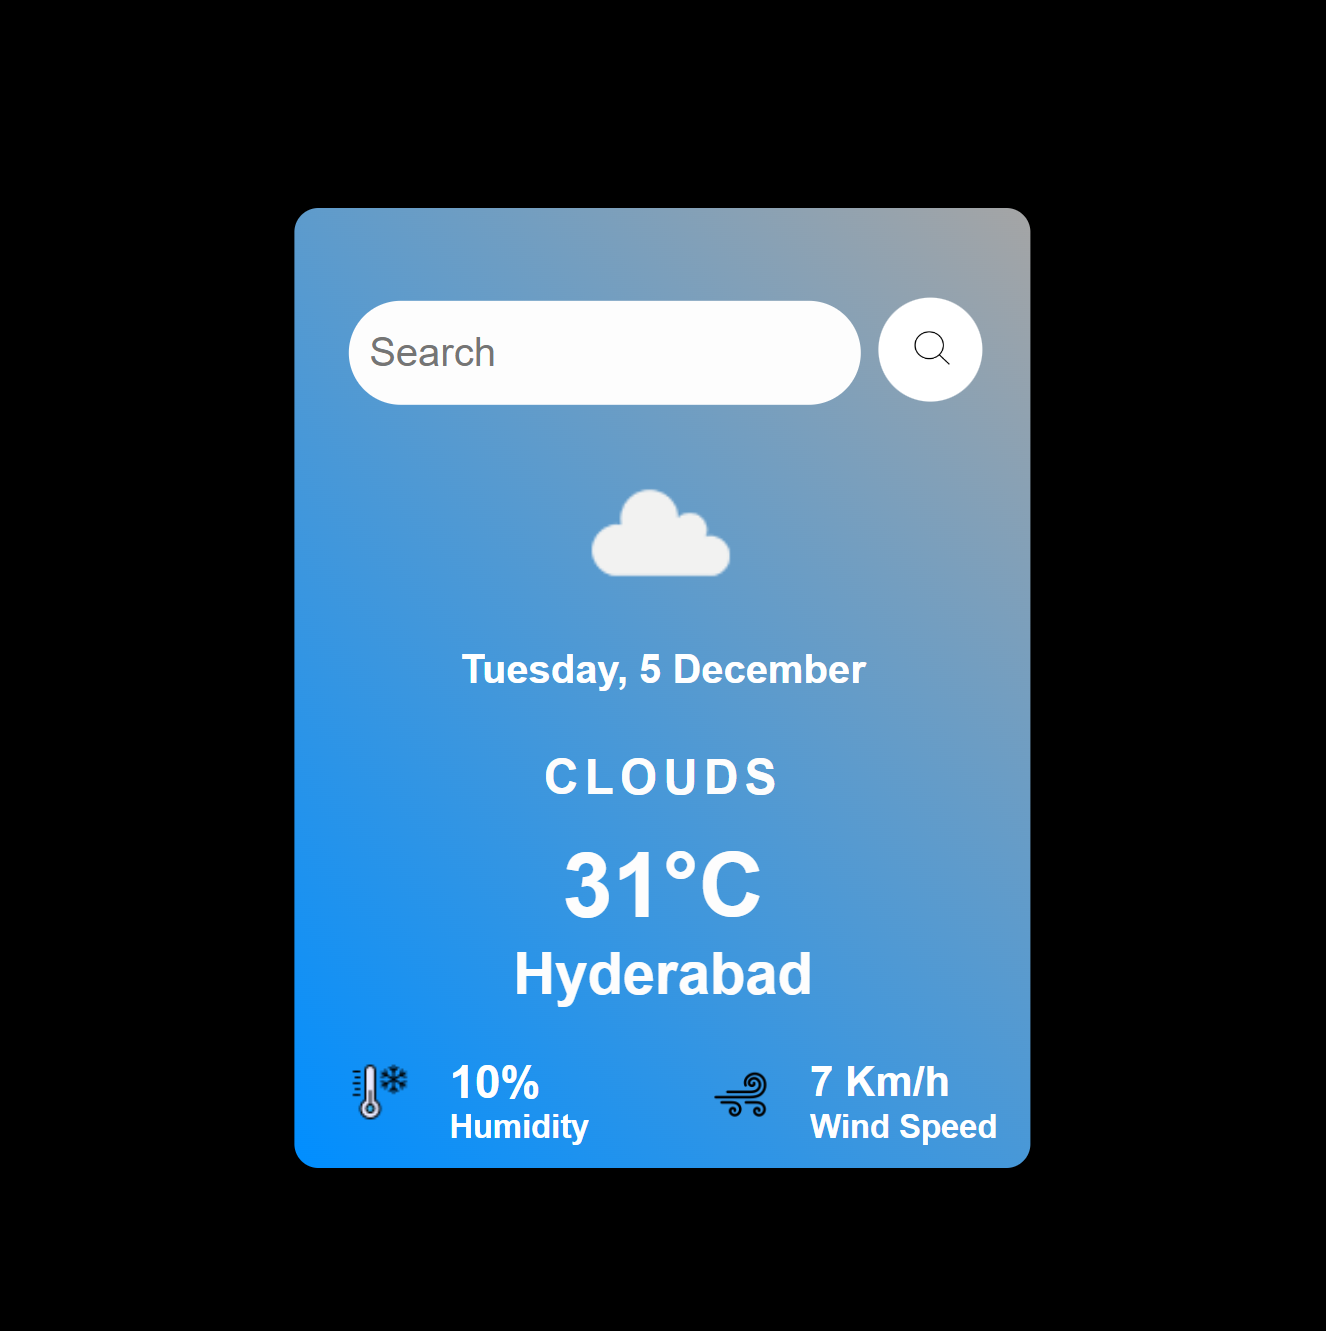 Search
Tuesday, 5 December
CLOUDS
31°C
Hyderabad
10%
Humidity
7 Km/h
Wind Speed